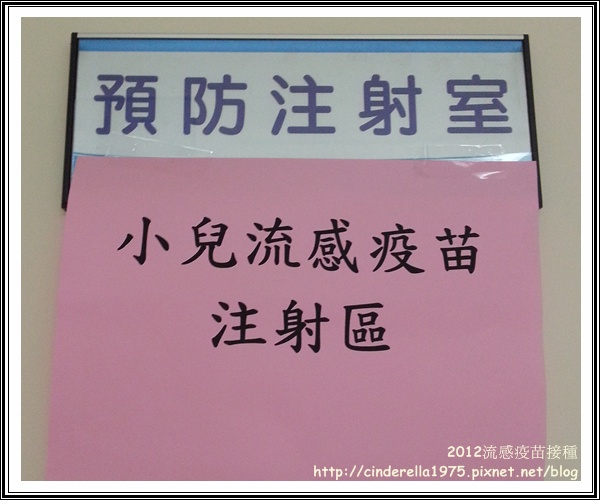 預防注射室
小兒流感疫苗
注射區
2012流感疫苗接種
http://cinderella1975.pixnet.net/blog